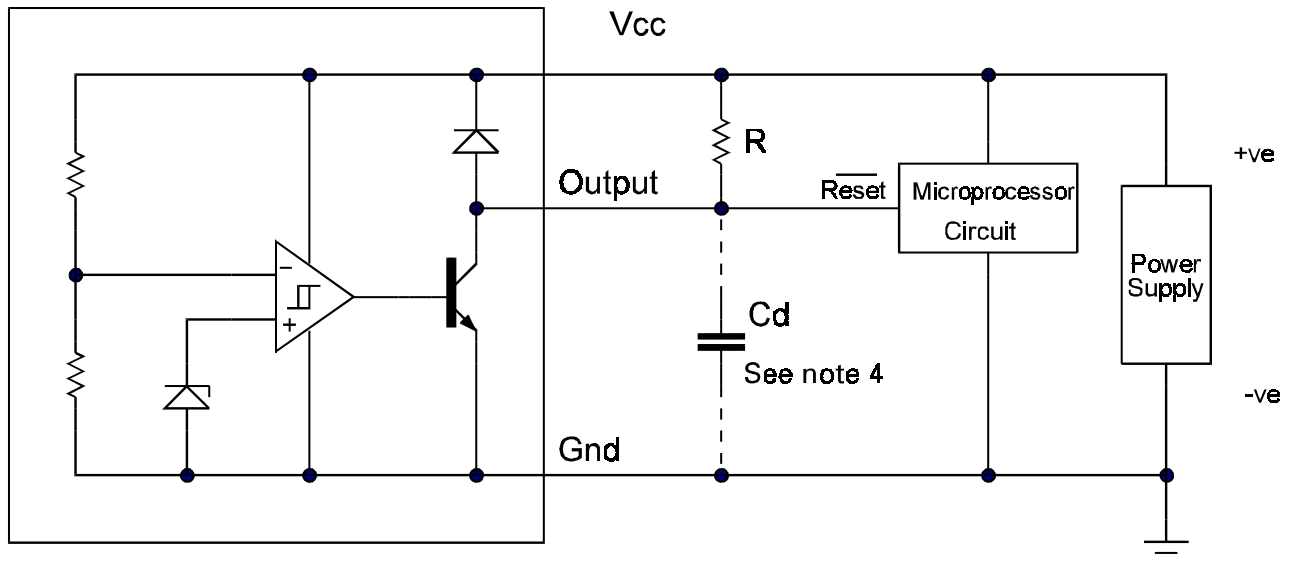 Vcc
R
Output
Reset
Microprocessor
Circuit
+ve
Power
Supply
−
+
Cd
See note 4
-ve
Gnd